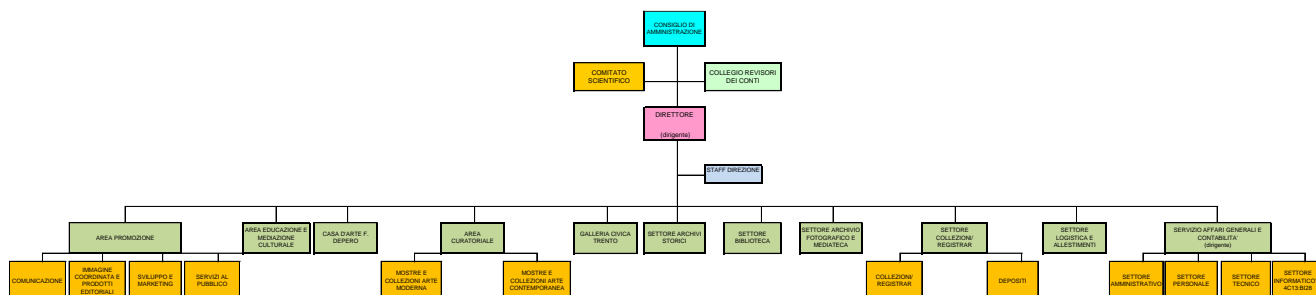 CONSIGLIO DI
AMMINISTRAZIONE
COMITATO
SCIENTIFICO
COLLEGIO REVISORI
DEI CONTI
DIRETTORE
(dirigente)
STAFF DIREZIONE
AREA PROMOZIONE
AREA EDUCAZIONE E
MEDIAZIONE
CULTURALE
CASA D'ARTE F.
DEPERO
AREA
CURATORIALE
GALLERIA CIVICA
TRENTO
SETTORE ARCHIVI
STORICI
SETTORE
BIBLIOTECA
SETTORE ARCHIVIO
FOTOGRAFICO E
MEDIATECA
SETTORE
COLLEZIONI/
REGISTRAR
SETTORE
LOGISTICA E
ALLESTIMENTI
SERVIZIO AFFARI GENERALI E
CONTABILITA'
(dirigente)
COMUNICAZIONE
IMMAGINE
COORDINATA E
PRODOTTI
EDITORIALI
SVILUPPO E
MARKETING
SERVIZI AL
PUBBLICO
MOSTRE E
COLLEZIONI ARTE
MODERNA
MOSTRE E
COLLEZIONI ARTE
CONTEMPORANEA
COLLEZIONI/
REGISTRAR
DEPOSITI
SETTORE
AMMINISTRATIVO
SETTORE
PERSONALE
SETTORE
TECNICO
SETTORE
4C13:BI28